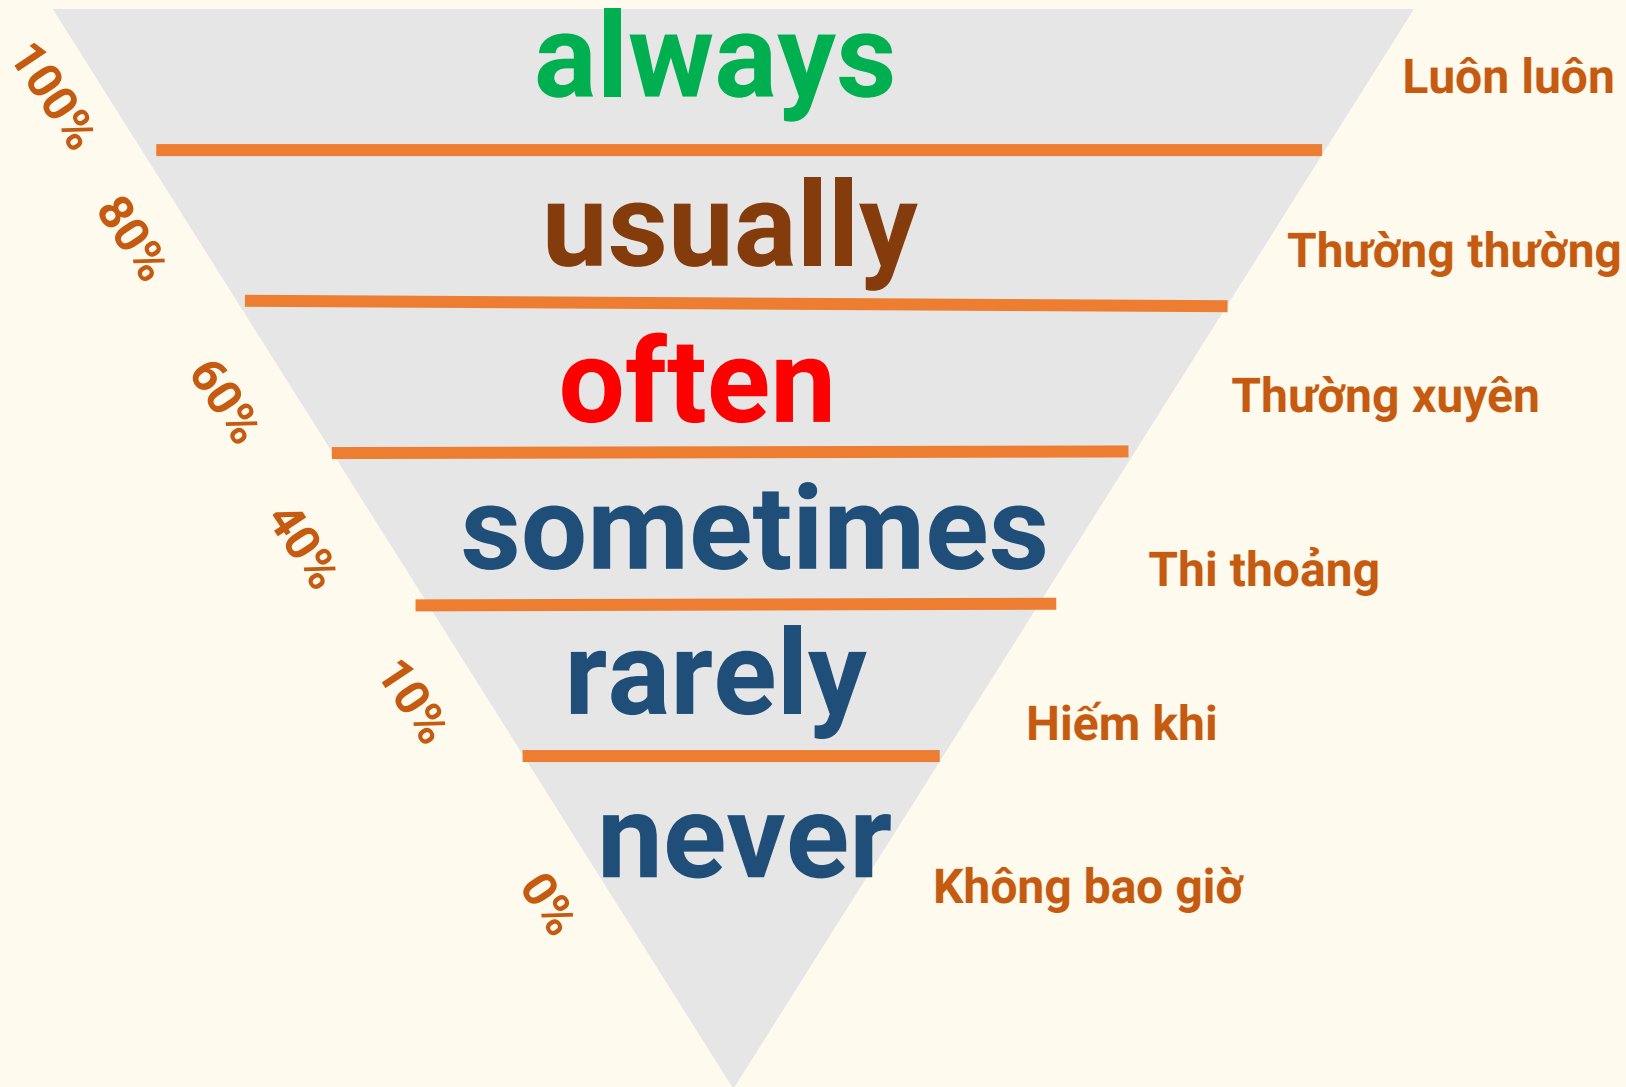 100% always Luôn luôn
80% usually Thường thường
60% often Thường xuyên
40% sometimes Thi thoảng
10% rarely Hiếm khi
0% never Không bao giờ